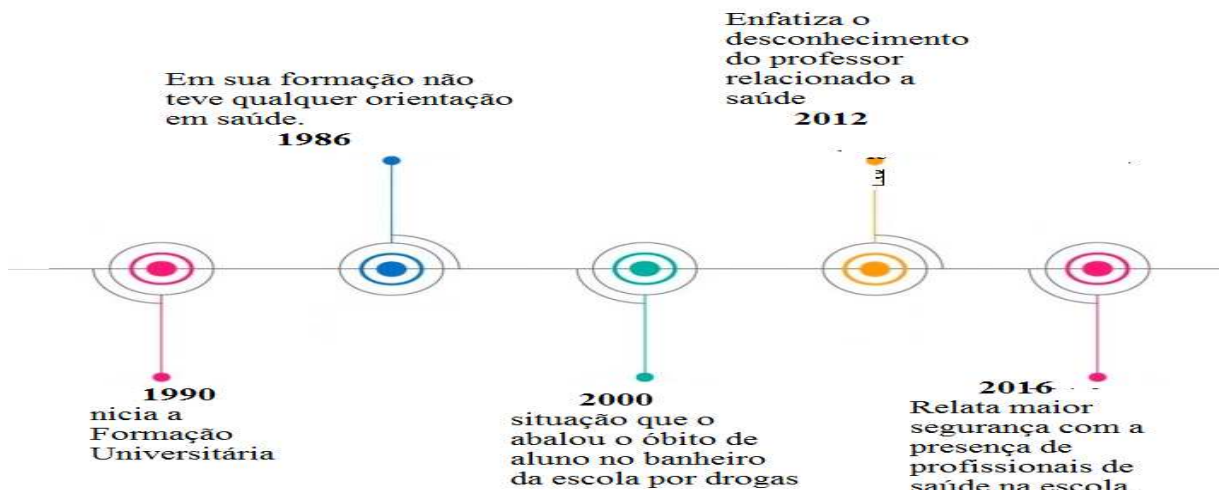 Enfatiza o
desconhecimento
do professor
relacionado a
saúde
2012
Em sua formação não
teve qualquer orientação
em saúde.
1986
1990
nicia a
Formação
Universitária
2000
situação que o
abalou o óbito de
aluno no banheiro
da escola por drogas
2016
Relata maior
segurança com a
presença de
profissionais de
saúde na escola